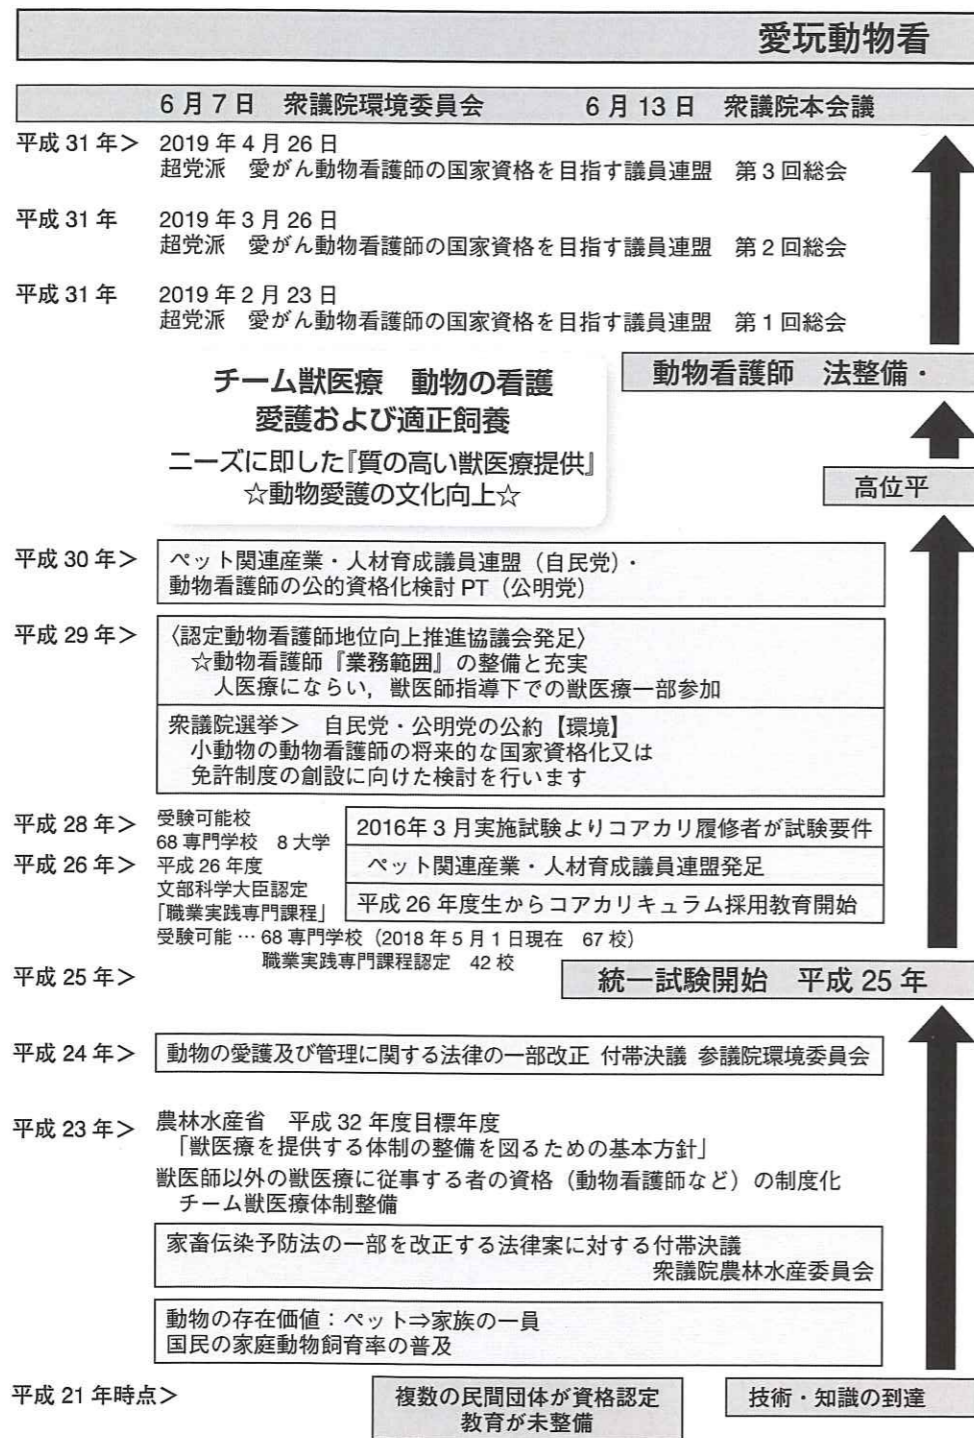 愛玩動物看
6月7日 衆議院環境委員会 6月13日 衆議院本会議
平成31年> 2019年4月26日
超党派 愛がん動物看護師の国家資格を目指す議員連盟 第3回総会
平成31年 2019年3月26日
超党派 愛がん動物看護師の国家資格を目指す議員連盟 第2回総会
平成31年 2019年2月23日
超党派 愛がん動物看護師の国家資格を目指す議員連盟 第1回総会
チーム獣医療 動物の看護
愛護および適正飼養
ニーズに即した『質の高い獣医療提供』
☆動物愛護の文化向上☆
動物看護師 法整備・
高位平
平成30年> ペット関連産業・人材育成議員連盟(自民党)・
動物看護師の公的資格化検討PT(公明党)
平成29年> 〈認定動物看護師地位向上推進協議会発足〉
☆動物看護師『業務範囲』の整備と充実
人医療にならい,獣医師指導下での獣医療一部参加
衆議院選挙> 自民党・公明党の公約【環境】
小動物の動物看護師の将来的な国家資格化又は
免許制度の創設に向けた検討を行います
平成28年> 受験可能校
68専門学校 8大学
2016年3月実施試験よりコアカリ履修者が試験要件
平成26年> 平成26年度
文部科学大臣認定
「職業実践専門課程」
ペット関連産業・人材育成議員連盟発足
平成26年度生からコアカリキュラム採用教育開始
受験可能…68専門学校(2018年5月1日現在 67校)
職業実践専門課程認定 42校
平成25年> 統一試験開始 平成25年
平成24年> 動物の愛護及び管理に関する法律の一部改正 付帯決議 参議院環境委員会
平成23年> 農林水産省 平成32年度目標年度
「獣医療を提供する体制の整備を図るための基本方針」
獣医師以外の獣医療に従事する者の資格(動物看護師など)の制度化
チーム獣医療体制整備
家畜伝染予防法の一部を改正する法律案に対する付帯決議
衆議院農林水産委員会
動物の存在価値:ペット⇒家族の一員
国民の家庭動物飼育率の普及
平成21年時点> 複数の民間団体が資格認定
教育が未整備
技術・知識の到達